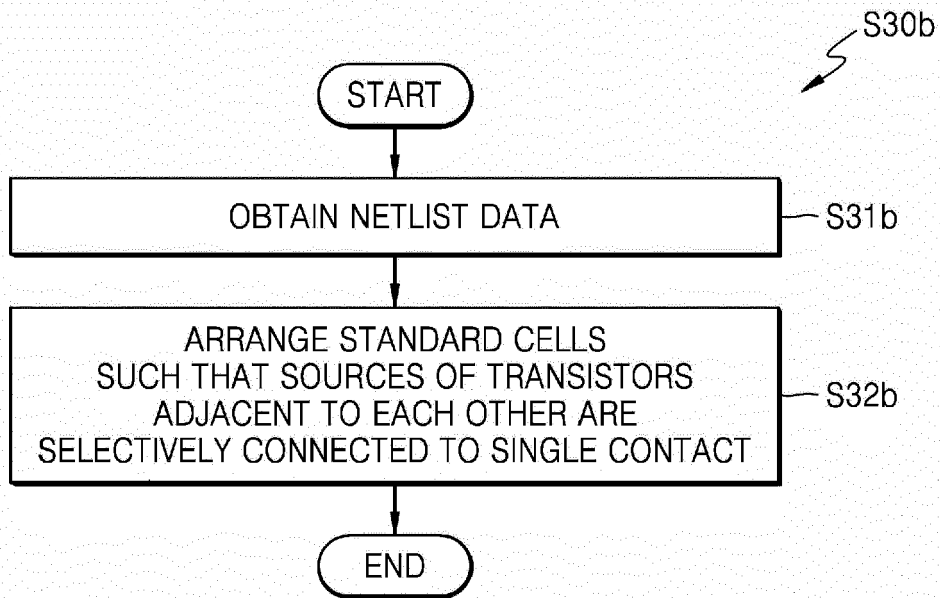 S30b
START
OBTAIN NETLIST DATA
S31b
ARRANGE STANDARD CELLS
SUCH THAT SOURCES OF TRANSISTORS
ADJACENT TO EACH OTHER ARE
SELECTIVELY CONNECTED TO SINGLE CONTACT
S32b
END